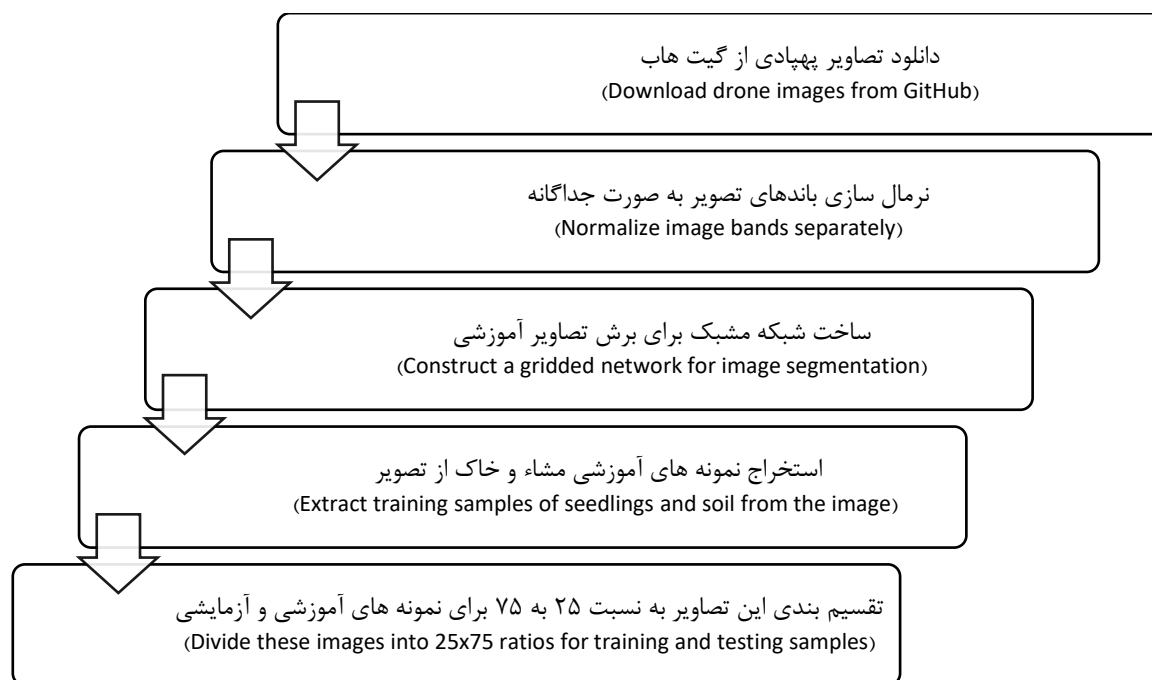 دانلود تصاویر پهپادی از گیت هاب
(Download drone images from GitHub)
نرمال سازی باندهای تصویر به صورت جداگانه
(Normalize image bands separately)
ساخت شبکه مشبک برای برش تصاویر آموزشی
(Construct a gridded network for image segmentation)
استخراج نمونه های آموزشی مشاء و خاک از تصویر
(Extract training samples of seedlings and soil from the image)
تقسیم بندی این تصاویر به نسبت ۲۵ به ۷۵ برای نمونه های آموزشی و آزمایشی
(Divide these images into 25x75 ratios for training and testing samples)